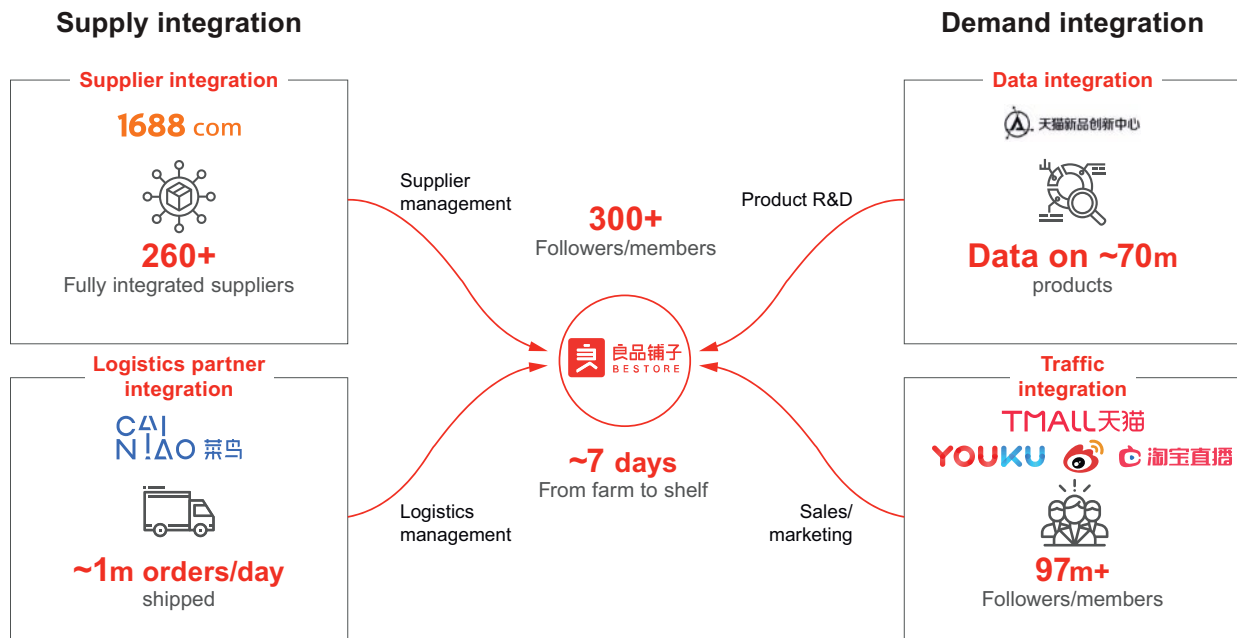 Supply integration
Demand integration
Supplier integration
1688 com
260+
Fully integrated suppliers
Logistics partner
integration
CAI
NIAO 菜鸟
~1m orders/day
shipped
Supplier
management
Logistics
management
300+
Followers/members
良 良品铺子
BESTORE
~7 days
From farm to shelf
Product R&D
Sales/
marketing
Data integration
天猫新品创新中心
Data on ~70m
products
Traffic
integration
TMALL天猫
YOUKU 淘宝直播
97m+
Followers/members